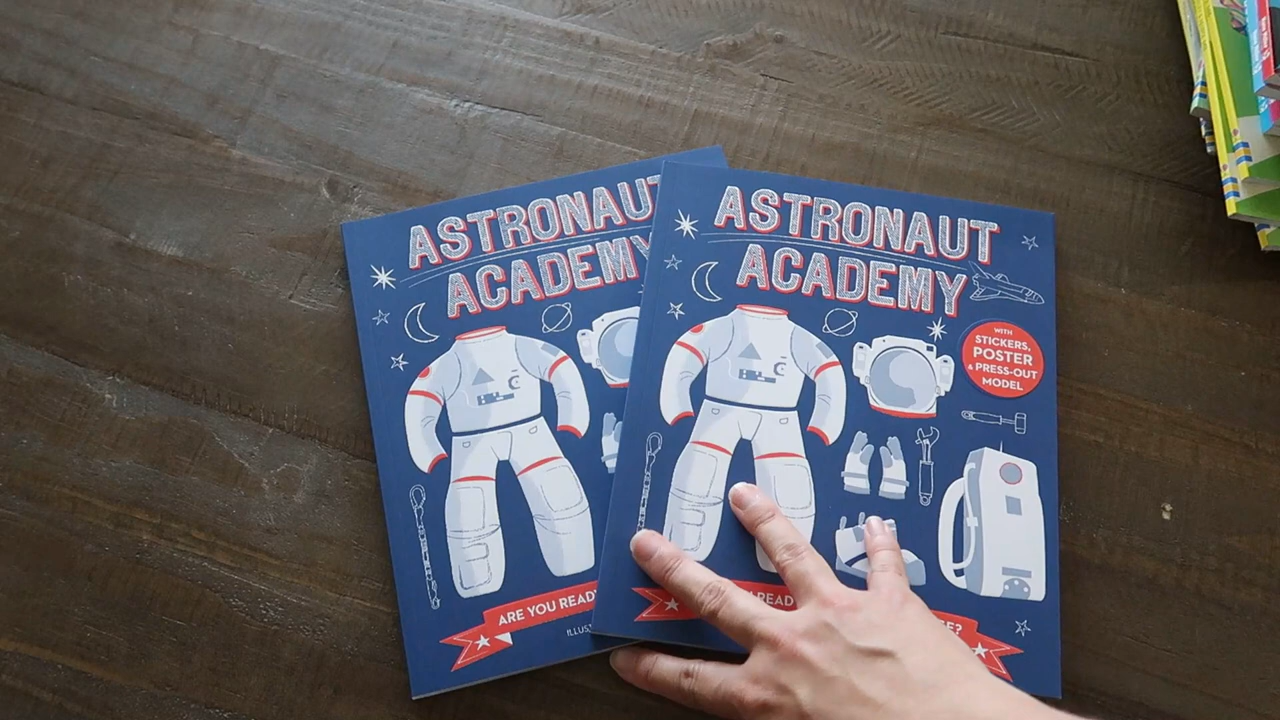 ASTRONAUT
ACADEMY
ARE YOU READY
ASTRONAUT
ACADEMY
WITH
STICKERS,
POSTER
& PRESS-OUT
MODEL